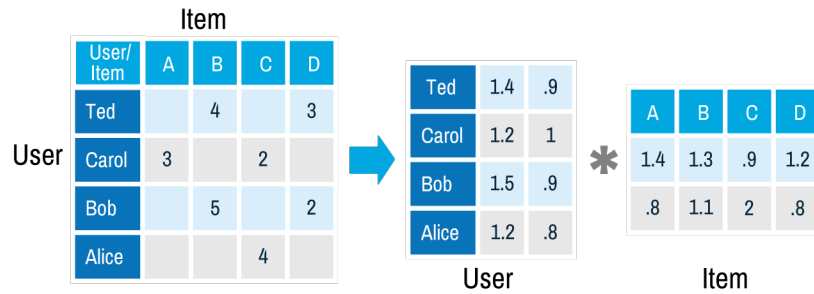 Item
User/
Item A B C D
Ted 4 3
User
Carol 3 2
Bob 5 2
Alice 4
Ted 1.4 .9
Carol 1.2 1
Bob 1.5 .9
Alice 1.2 .8
User
*
A B C D
1.4 1.3 .9 1.2
.8 1.1 2 .8
Item